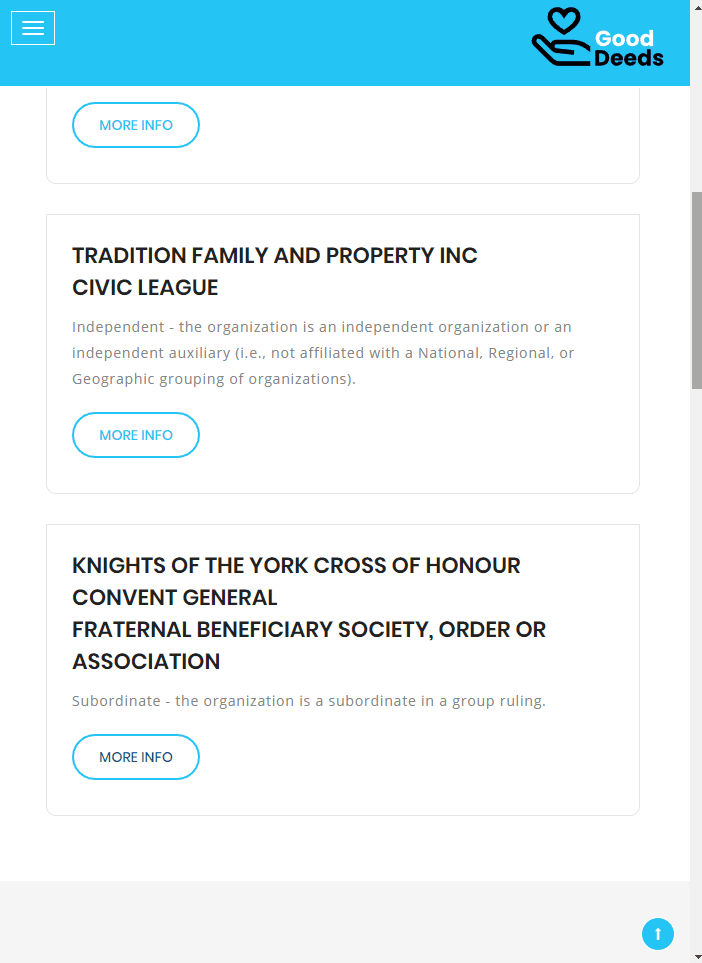 Good
Deeds
MORE INFO
TRADITION FAMILY AND PROPERTY INC
CIVIC LEAGUE
Independent - the organization is an independent organization or an
independent auxiliary (i.e., not affiliated with a National, Regional, or
Geographic grouping of organizations).
MORE INFO
KNIGHTS OF THE YORK CROSS OF HONOUR
CONVENT GENERAL
FRATERNAL BENEFICIARY SOCIETY, ORDER OR
ASSOCIATION
Subordinate - the organization is a subordinate in a group ruling.
MORE INFO